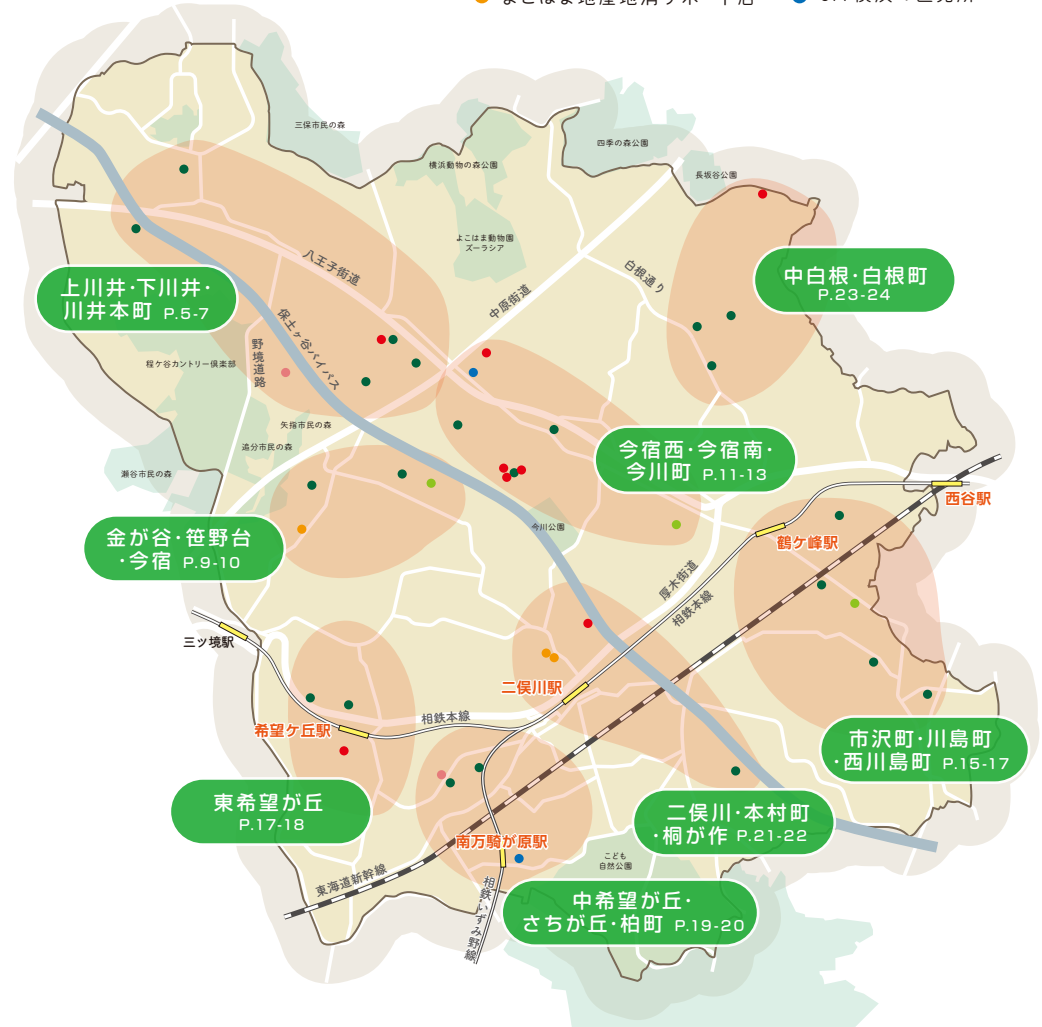 三保市民の森
四季の森公園
横浜動物の森公園
長坂谷公園
よこはま動物園
ズーラシア
八王子街道
白根通り
中白根・白根町
P.23-24
上川井・下川井・
川井本町 P.5-7
中原街道
保土ヶ谷バイパス
野境道路
程ケ谷カントリー倶楽部
矢指市民の森
追分市民の森
瀬谷市民の森
今宿西・今宿南・
今川町 P.11-13
西谷駅
今川公園
鶴ケ峰駅
金が谷・笹野台
・今宿 P.9-10
厚木街道
相鉄本線
三ツ境駅
二俣川駅
相鉄本線
希望ケ丘駅
市沢町・川島町
・西川島町 P.15-17
東希望が丘
P.17-18
二俣川・本村町
・桐が作 P.21-22
南万騎が原駅
こども
自然公園
東海道新幹線
相鉄・いずみ野線
中希望が丘・
さちが丘・柏町 P.19-20